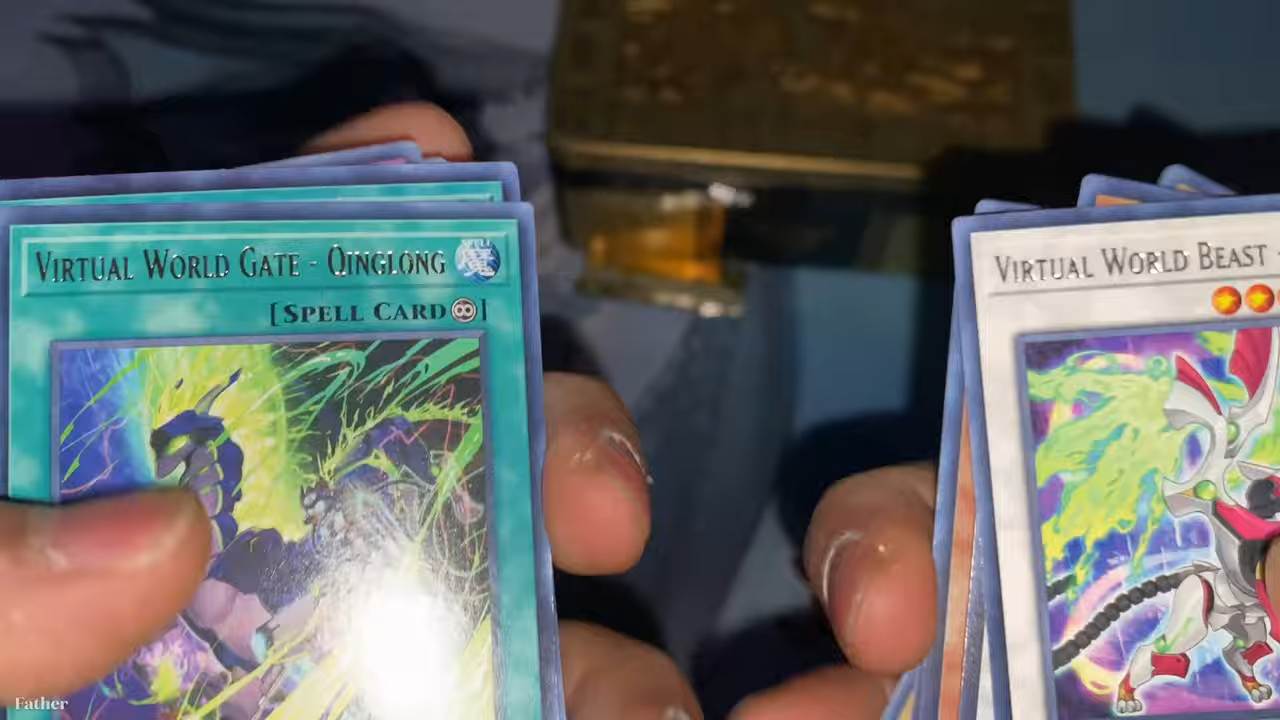 VIRTUAL WORLD GATE - QINGLONG
[SPELL CARD]
VIRTUAL WORLD BEAST -
Father